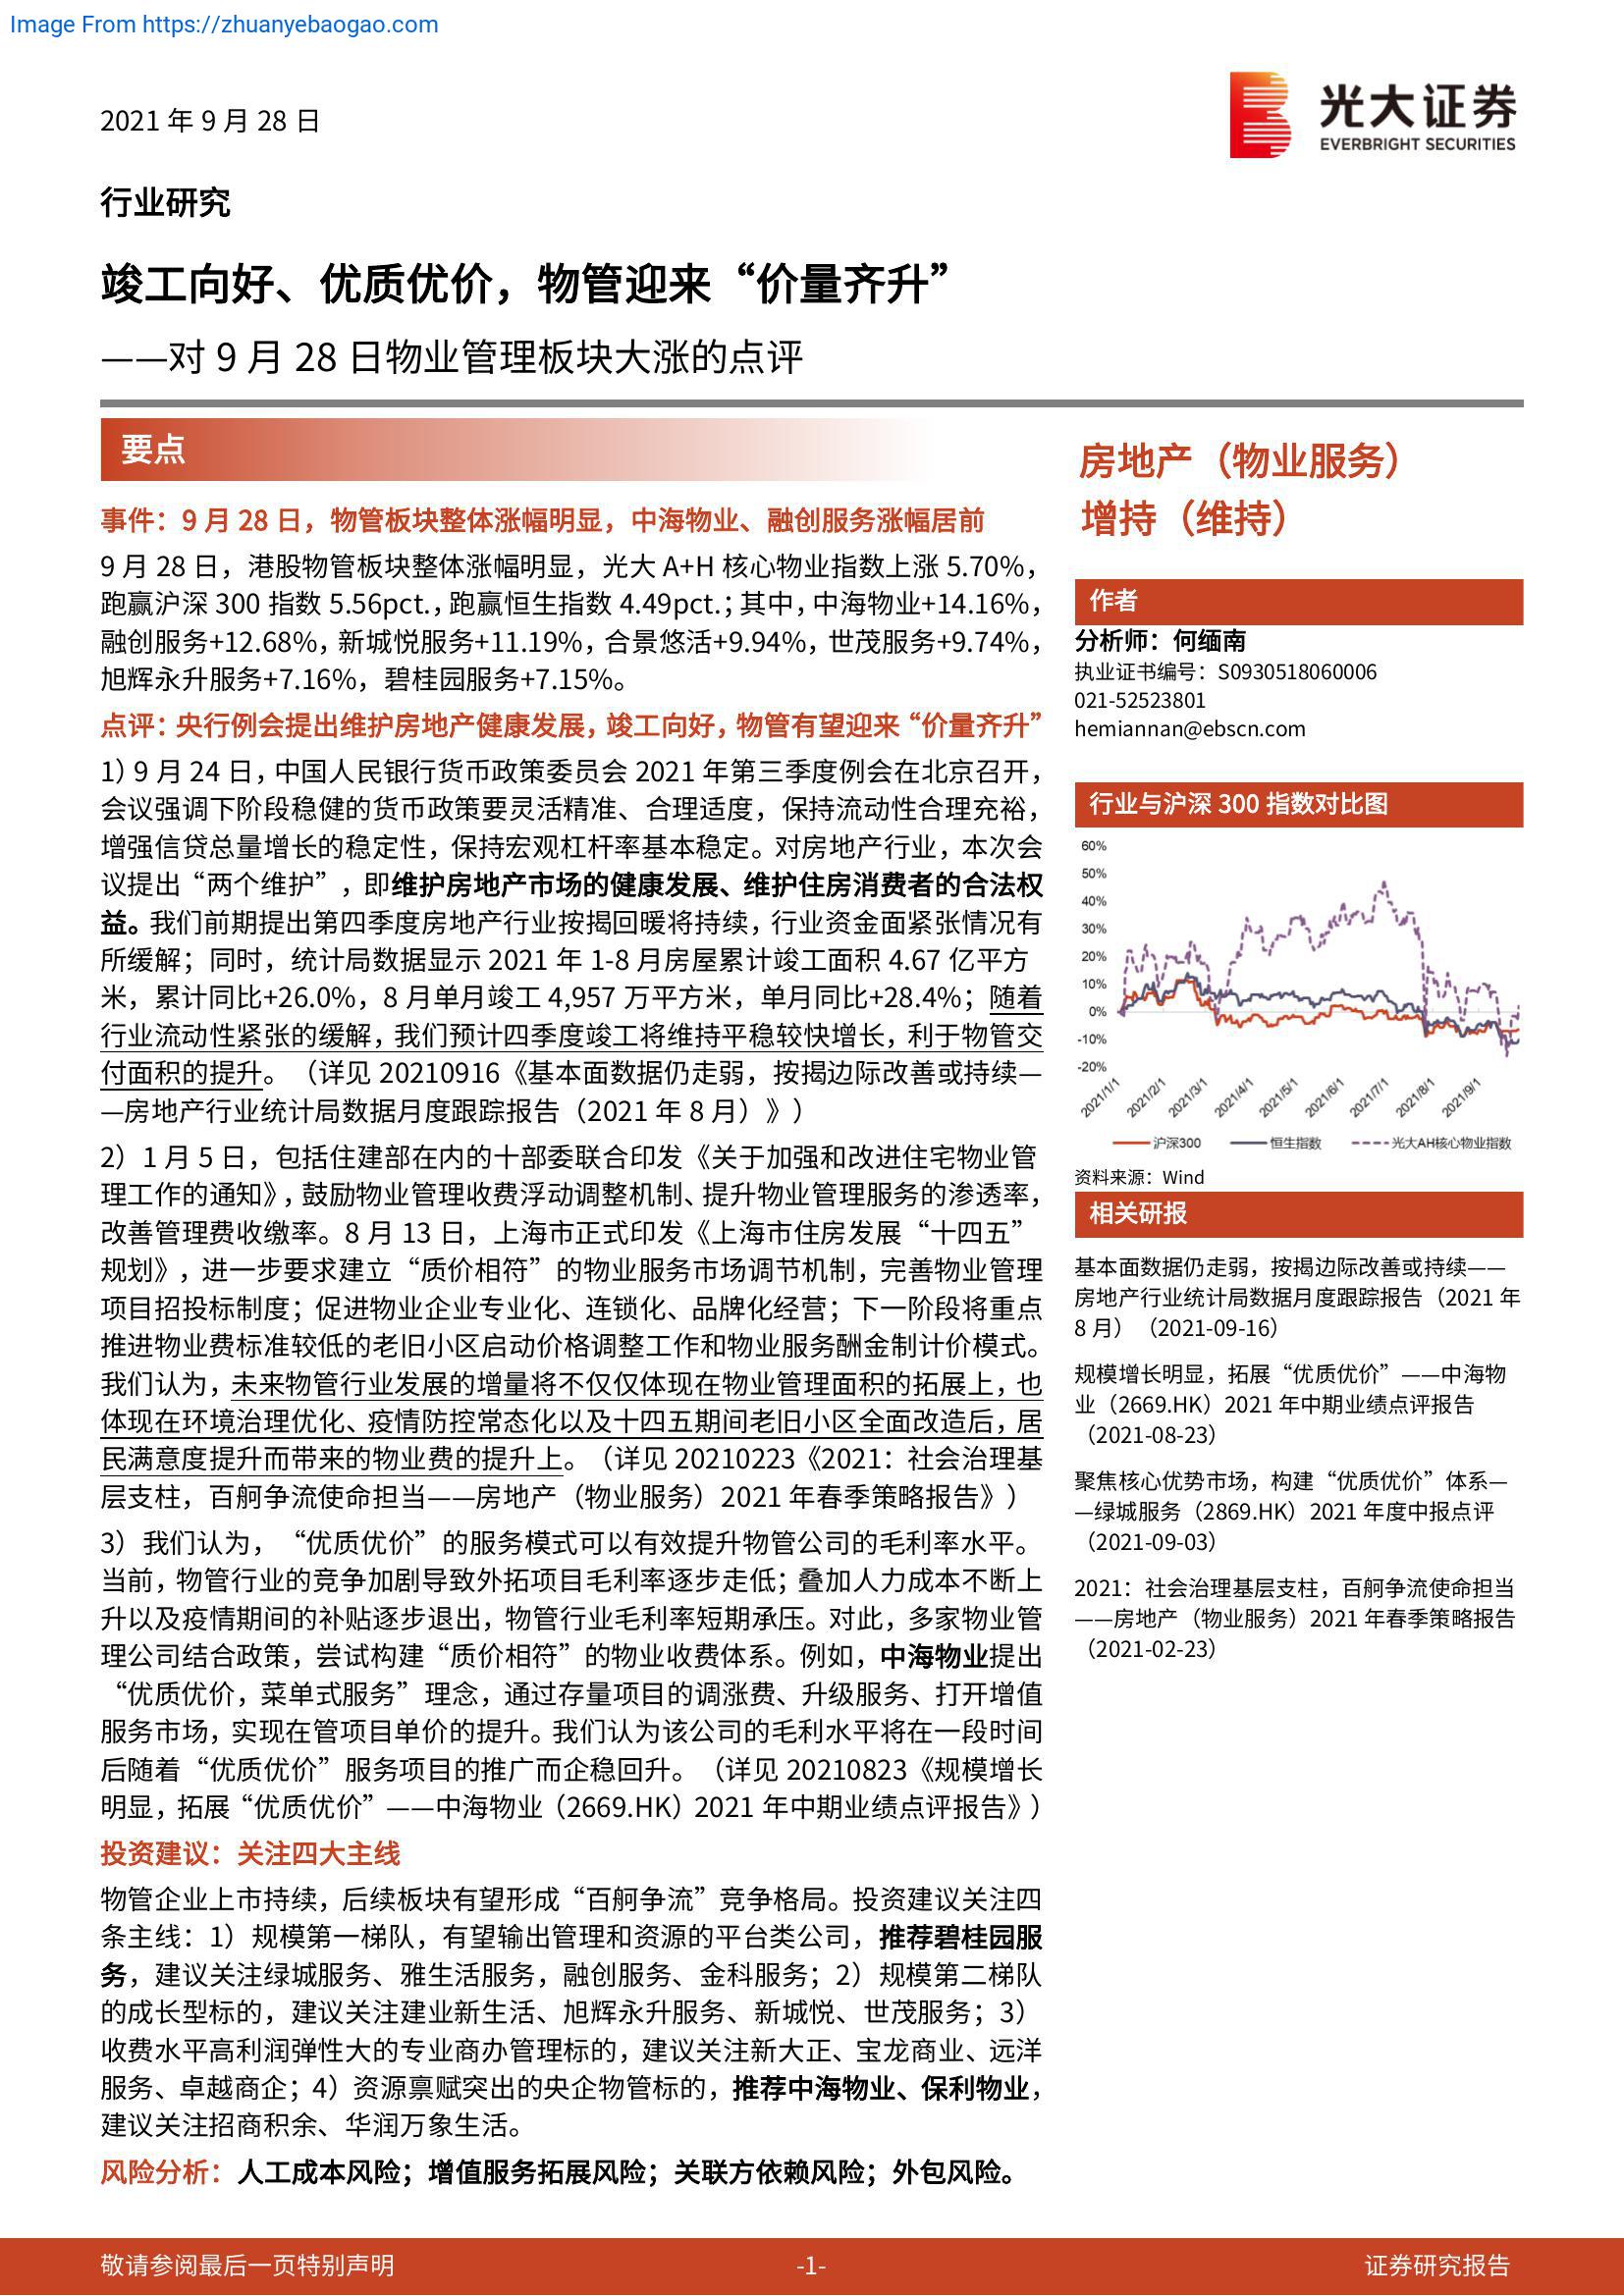 Image From https://zhuanyebaogao.com
2021 年 9 月 28 日
光大证券
EVERBRIGHT SECURITIES
行业研究
竣工向好、优质优价，物管迎来“价量齐升”
——对 9 月 28 日物业管理板块大涨的点评
要点
事件：9 月 28 日，物管板块整体涨幅明显，中海物业、融创服务涨幅居前
9 月 28 日，港股物管板块整体涨幅明显，光大 A+H 核心物业指数上涨 5.70%，
跑赢沪深 300 指数 5.56pct.，跑赢恒生指数 4.49pct.；其中，中海物业+14.16%，
融创服务+12.68%，新城悦服务+11.19%，合景悠活+9.94%，世茂服务+9.74%，
旭辉永升服务+7.16%，碧桂园服务+7.15%。
点评：央行例会提出维护房地产健康发展，竣工向好，物管有望迎来“价量齐升”
1）9 月 24 日，中国人民银行货币政策委员会 2021 年第三季度例会在北京召开，
会议强调下阶段稳健的货币政策要灵活精准、合理适度，保持流动性合理充裕，
增强信贷总量增长的稳定性，保持宏观杠杆率基本稳定。对房地产行业，本次会
议提出“两个维护”，即维护房地产市场的健康发展、维护住房消费者的合法权
益。我们前期提出第四季度房地产行业按揭回暖将持续，行业资金面紧张情况有
所缓解；同时，统计局数据显示 2021 年 1-8 月房屋累计竣工面积 4.67 亿平方
米，累计同比+26.0%，8 月单月竣工 4,957 万平方米，单月同比+28.4%；随着
行业流动性紧张的缓解，我们预计四季度竣工将维持平稳较快增长，利于物管交
付面积的提升。（详见 20210916《基本面数据仍走弱，按揭边际改善或持续—
—房地产行业统计局数据月度跟踪报告（2021 年 8 月）》）
2）1 月 5 日，包括住建部在内的十部委联合印发《关于加强和改进住宅物业管
理工作的通知》，鼓励物业管理收费浮动调整机制、提升物业管理服务的渗透率，
改善管理费收缴率。8 月 13 日，上海市正式印发《上海市住房发展“十四五”
规划》，进一步要求建立“质价相符”的物业服务市场调节机制，完善物业管理
项目招投标制度；促进物业企业专业化、连锁化、品牌化经营；下一阶段将重点
推进物业费标准较低的老旧小区启动价格调整工作和物业服务酬金制计价模式。
我们认为，未来物管行业发展的增量将不仅仅体现在物业管理面积的拓展上，也
体现在环境治理优化、疫情防控常态化以及十四五期间老旧小区全面改造后，居
民满意度提升而带来的物业费的提升上。（详见 20210223《2021：社会治理基
层支柱，百舸争流使命担当——房地产（物业服务）2021 年春季策略报告》）
3）我们认为，“优质优价”的服务模式可以有效提升物管公司的毛利率水平。
当前，物管行业的竞争加剧导致外拓项目毛利率逐步走低；叠加人力成本不断上
升以及疫情期间的补贴逐步退出，物管行业毛利率短期承压。对此，多家物业管
理公司结合政策，尝试构建“质价相符”的物业收费体系。例如，中海物业提出
“优质优价，菜单式服务”理念，通过存量项目的调涨费、升级服务、打开增值
服务市场，实现在管项目单价的提升。我们认为该公司的毛利水平将在一段时间
后随着“优质优价”服务项目的推广而企稳回升。（详见 20210823《规模增长
明显，拓展“优质优价”——中海物业（2669.HK）2021 年中期业绩点评报告》）
投资建议：关注四大主线
物管企业上市持续，后续板块有望形成“百舸争流”竞争格局。投资建议关注四
条主线：1）规模第一梯队，有望输出管理和资源的平台类公司，推荐碧桂园服
务，建议关注绿城服务、雅生活服务，融创服务、金科服务；2）规模第二梯队
的成长型标的，建议关注建业新生活、旭辉永升服务、新城悦、世茂服务；3）
收费水平高利润弹性大的专业商办管理标的，建议关注新大正、宝龙商业、远洋
服务、卓越商企；4）资源禀赋突出的央企物管标的，推荐中海物业、保利物业，
建议关注招商积余、华润万象生活。
风险分析：人工成本风险；增值服务拓展风险；关联方依赖风险；外包风险。
房地产（物业服务）
增持（维持）
作者
分析师：何缅南
执业证书编号：S0930518060006
021-52523801
hemiannan@ebscn.com
行业与沪深 300 指数对比图
60%
50%
40%
30%
20%
10%
0%
-10%
-20%
2021/1/1 2021/2/1 2021/3/1 2021/4/1 2021/5/1 2021/6/1 2021/7/1 2021/8/1 2021/9/1
沪深300 恒生指数 光大AH核心物业指数
资料来源：Wind
相关研报
基本面数据仍走弱，按揭边际改善或持续——
房地产行业统计局数据月度跟踪报告（2021 年
8 月）（2021-09-16）
规模增长明显，拓展“优质优价”——中海物
业（2669.HK）2021 年中期业绩点评报告
（2021-08-23）
聚焦核心优势市场，构建“优质优价”体系—
—绿城服务（2869.HK）2021 年度中报点评
（2021-09-03）
2021：社会治理基层支柱，百舸争流使命担当
——房地产（物业服务）2021 年春季策略报告
（2021-02-23）
敬请参阅最后一页特别声明
-1-
证券研究报告